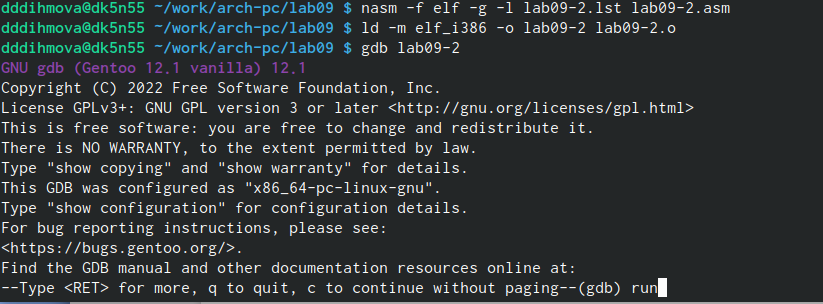 dddihmova@dk5n55 ~/work/arch-pc/lab09 $ nasm -f elf -g -l lab09-2.lst lab09-2.asm
dddihmova@dk5n55 ~/work/arch-pc/lab09 $ ld -m elf_i386 -o lab09-2 lab09-2.o
dddihmova@dk5n55 ~/work/arch-pc/lab09 $ gdb lab09-2
GNU gdb (Gentoo 12.1 vanilla) 12.1
Copyright (C) 2022 Free Software Foundation, Inc.
License GPLv3+: GNU GPL version 3 or later <http://gnu.org/licenses/gpl.html>
This is free software: you are free to change and redistribute it.
There is NO WARRANTY, to the extent permitted by law.
Type "show copying" and "show warranty" for details.
This GDB was configured as "x86_64-pc-linux-gnu".
Type "show configuration" for configuration details.
For bug reporting instructions, please see:
<https://bugs.gentoo.org/>.
Find the GDB manual and other documentation resources online at:
--Type <RET> for more, q to quit, c to continue without paging--(gdb) run